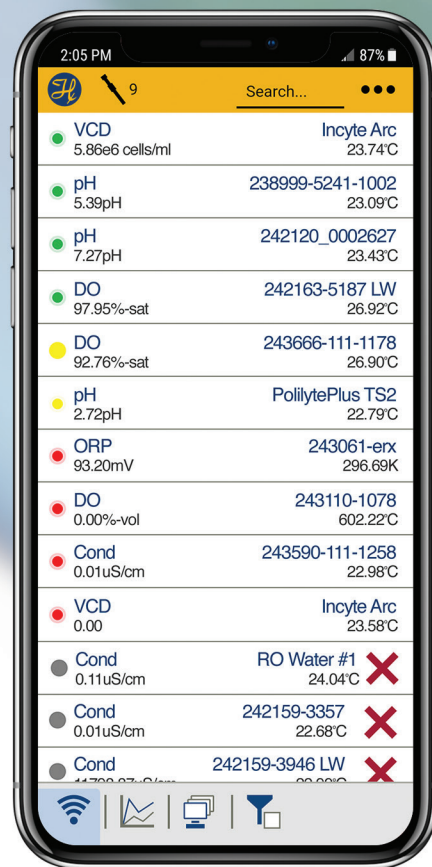 2:05 PM 87%
H 9 Search...
VCD Incyte Arc
5.86e6 cells/ml 23.74°C
pH 238999-5241-1002
5.39pH 23.09°C
pH 242120_0002627
7.27pH 23.43°C
DO 242163-5187 LW
97.95%-sat 26.92°C
DO 243666-111-1178
92.76%-sat 26.90°C
pH PolilytePlus TS2
2.72pH 22.79°C
ORP 243061-erx
93.20mV 296.69K
DO 243110-1078
0.00%-vol 602.22°C
Cond 243590-111-1258
0.01uS/cm 22.98°C
VCD Incyte Arc
0.00 23.58°C
Cond RO Water #1
0.11uS/cm 24.04°C
Cond 242159-3357
0.01uS/cm 22.68°C
Cond 242159-3946 LW